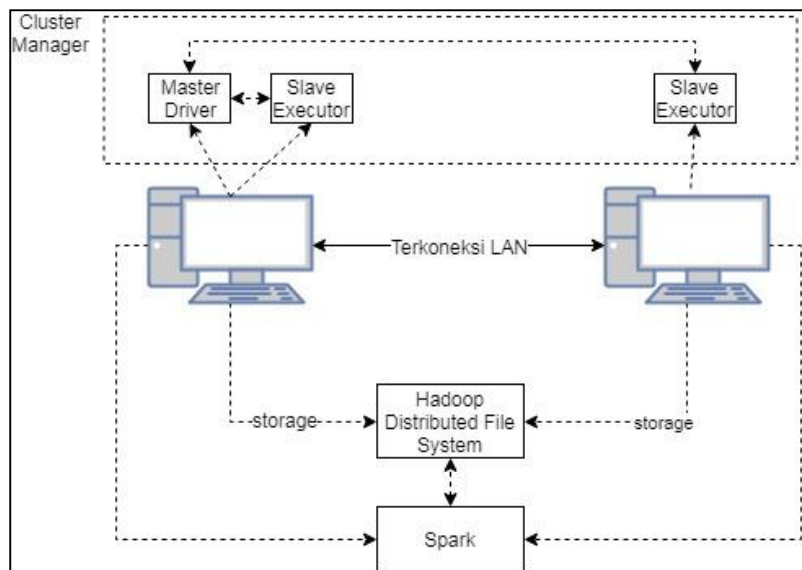 Cluster
Manager
Master
Driver
Slave
Executor
Slave
Executor
Terkoneksi LAN
storage
Hadoop
Distributed File
System
storage
Spark